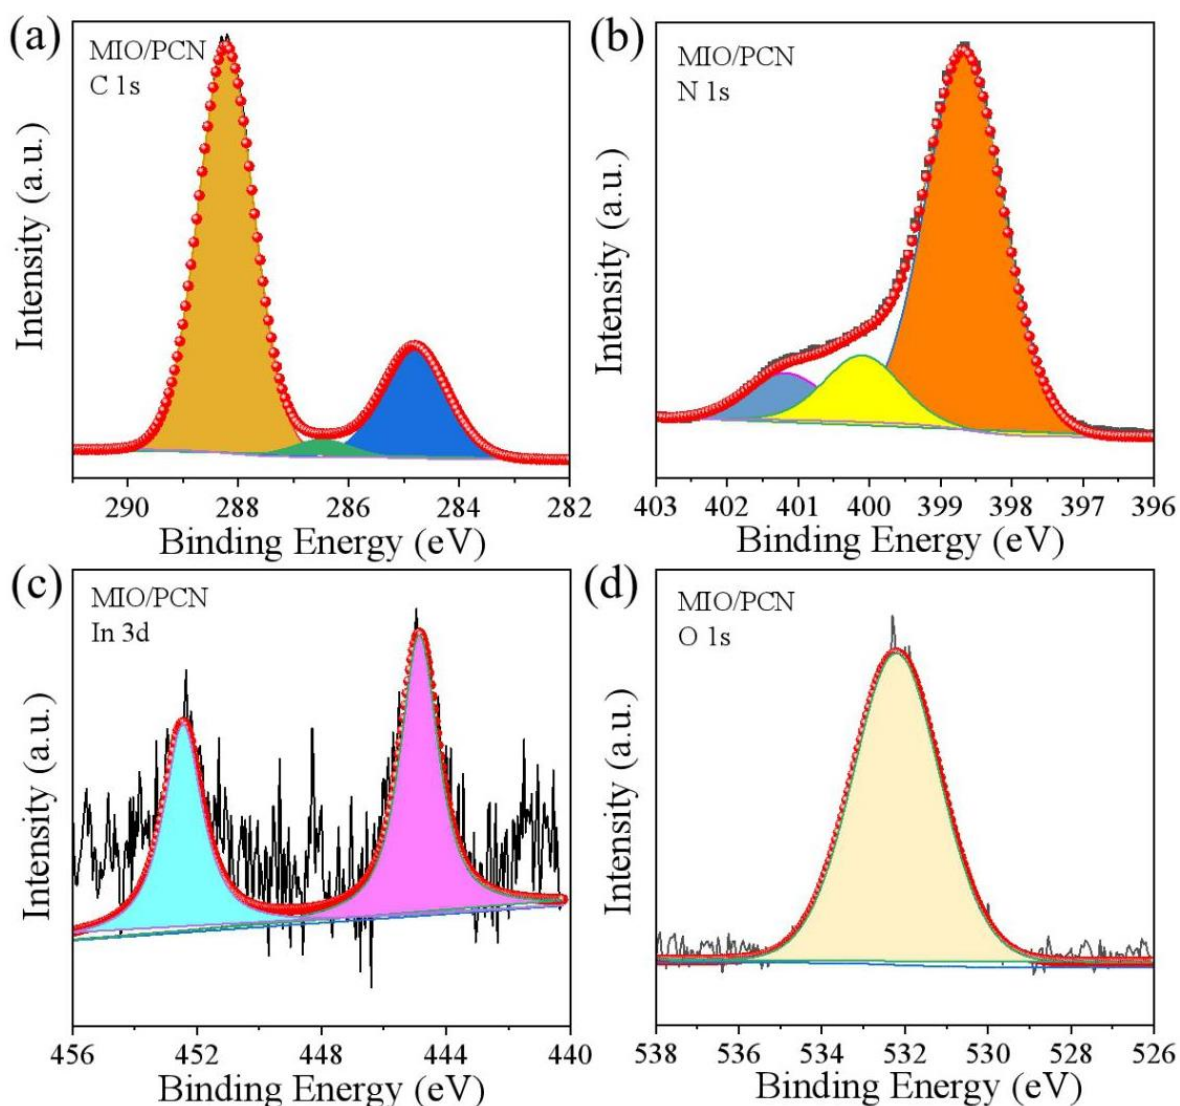 (a)
MIO/PCN
C 1s
Intensity (a.u.)
290 288 286 284 282
Binding Energy (eV)
(b)
MIO/PCN
N 1s
Intensity (a.u.)
403 402 401 400 399 398 397 396
Binding Energy (eV)
(c)
MIO/PCN
In 3d
Intensity (a.u.)
456 452 448 444 440
Binding Energy (eV)
(d)
MIO/PCN
O 1s
Intensity (a.u.)
538 536 534 532 530 528 526
Binding Energy (eV)